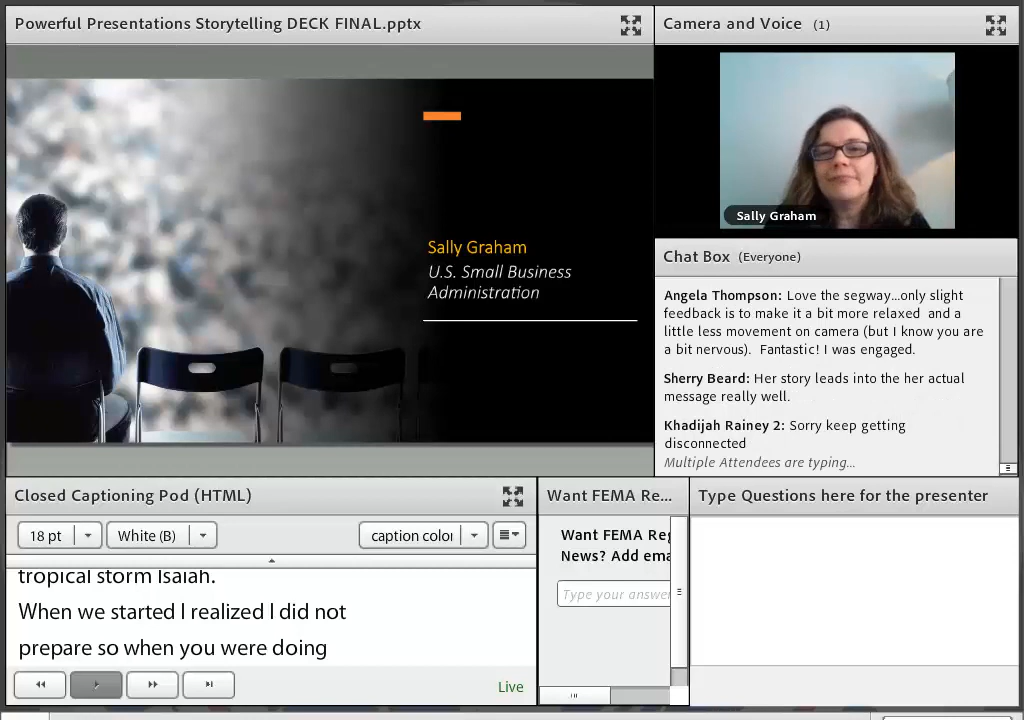 Powerful Presentations Storytelling DECK FINAL.pptx
Sally Graham
U.S. Small Business
Administration
Camera and Voice (1)
Sally Graham
Chat Box (Everyone)
Angela Thompson: Love the segway...only slight
feedback is to make it a bit more relaxed and a
little less movement on camera (but I know you are
a bit nervous). Fantastic! I was engaged.
Sherry Beard: Her story leads into the her actual
message really well.
Khadijah Rainey 2: Sorry keep getting
disconnected
Multiple Attendees are typing...
Closed Captioning Pod (HTML)
18 pt
White (B)
caption color
tropical storm Isaiah.
When we started I realized I did not
prepare so when you were doing
Live
Want FEMA Re...
Want FEMA Reg
News? Add ema
Type your answer
Type Questions here for the presenter